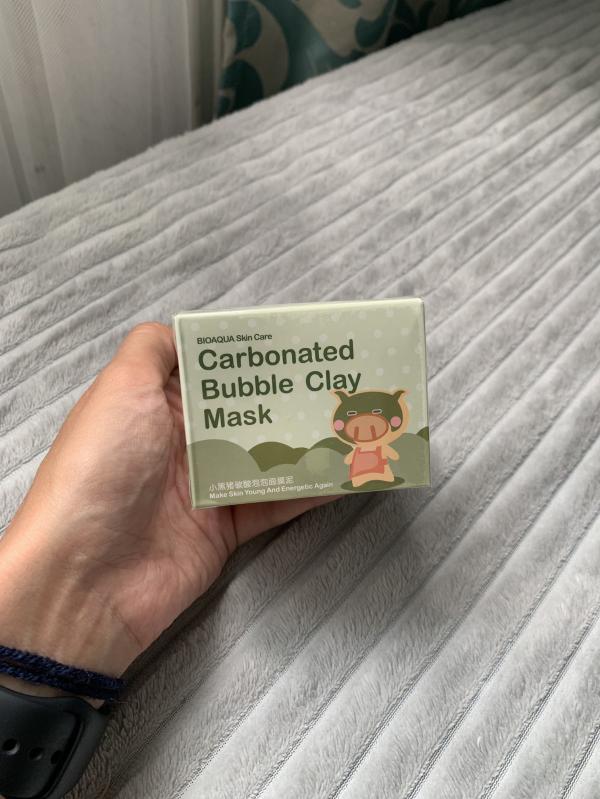 BIOAQUA Skin Care
Carbonated
Bubble Clay
Mask
小黑猪碳酸泡泡面膜泥
Make Skin Young And Energetic Again